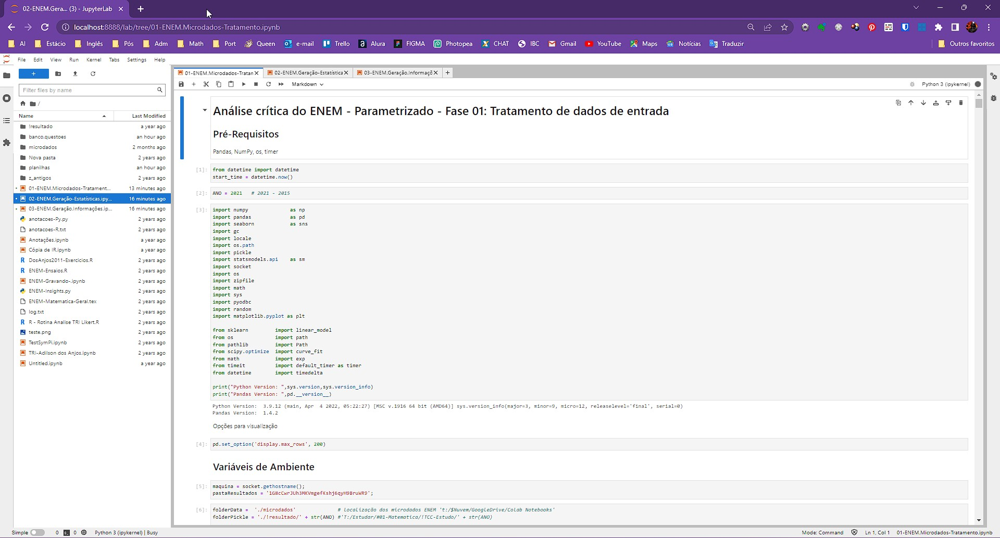 02-ENEM.Gera... (3) - JupyterLab
localhost:8888/lab/tree/01-ENEM.Microdados-Tratamento.ipynb
AI Estácio Inglês Pós Adm Math Port Queen e-mail Trello Alura FIGMA Photopea CHAT IBC Gmail YouTube Maps Notícias Traduzir Outros favoritos
File Edit View Run Kernel Tabs Settings Help
Filter files by name
/
Name Last Modified
!resultado a year ago
banco.questoes an hour ago
microdados 2 months ago
Nova pasta 2 years ago
planilhas an hour ago
z_antigos 2 years ago
01-ENEM.Microdados-Tratament... 13 minutes ago
02-ENEM.Geração-Estatísticas.ipy... 16 minutes ago
03-ENEM.Geração.Informações.ip... 16 minutes ago
anotacoes-Py.py 2 years ago
anotacoes-R.txt 2 years ago
Anotações.ipynb a year ago
Cópia de IR.ipynb a year ago
DosAnjos2011-Exercicios.R 2 years ago
ENEM-Ensaios.R 2 years ago
ENEM-Gravando-.ipynb 2 years ago
ENEM-Insights.py 2 years ago
ENEM-Matematica-Geral.tex 2 years ago
log.txt 2 years ago
R - Rotina Analise TRI Likert.R 2 years ago
teste.png 2 years ago
TestSymPi.ipynb 2 years ago
TRI-Adilson dos Anjos.ipynb 2 years ago
Untitled.ipynb a year ago
01-ENEM.Microdados-Tratan 02-ENEM.Geração-Estatística 03-ENEM.Geração.Informaçõ
Markdown Python 3 (ipykernel)
Análise crítica do ENEM - Parametrizado - Fase 01: Tratamento de dados de entrada
Pré-Requisitos
Pandas, NumPy, os, timer
[1]: from datetime import datetime
start_time = datetime.now()
[2]: ANO = 2021 # 2021 - 2015
[3]: import numpy as np
import pandas as pd
import seaborn as sns
import gc
import locale
import os.path
import pickle
import statsmodels.api as sm
import socket
import os
import zipfile
import math
import sys
import pyodbc
import random
import matplotlib.pyplot as plt
from sklearn import linear_model
from os import path
from pathlib import Path
from scipy.optimize import curve_fit
from math import exp
from timeit import default_timer as timer
from datetime import timedelta
print("Python Version: ",sys.version,sys.version_info)
print("Pandas Version: ",pd.__version__)
Python Version: 3.9.12 (main, Apr 4 2022, 05:22:27) [MSC v.1916 64 bit (AMD64)] sys.version_info(major=3, minor=9, micro=12, releaselevel='final', serial=0)
Pandas Version: 1.4.2
Opções para visualização
[4]: pd.set_option('display.max_rows', 200)
Variáveis de Ambiente
[5]: maquina = socket.gethostname();
pastaResultados = '1G8cCwrJUh3MKVmgefKshj6qyH9BruWR9';
[6]: folderData = './microdados' # Localização dos microdados ENEM 't:/$Nuvem/GoogleDrive/Colab Notebooks'
folderPickle = './!resultado/' + str(ANO) #'T:/Estudar/#01-Matematica/!TCC-Estudo/' + str(ANO)
Simple 0 0 Python 3 (ipykernel) | Busy Mode: Command Ln 1, Col 1 01-ENEM.Microdados-Tratamento.ipynb